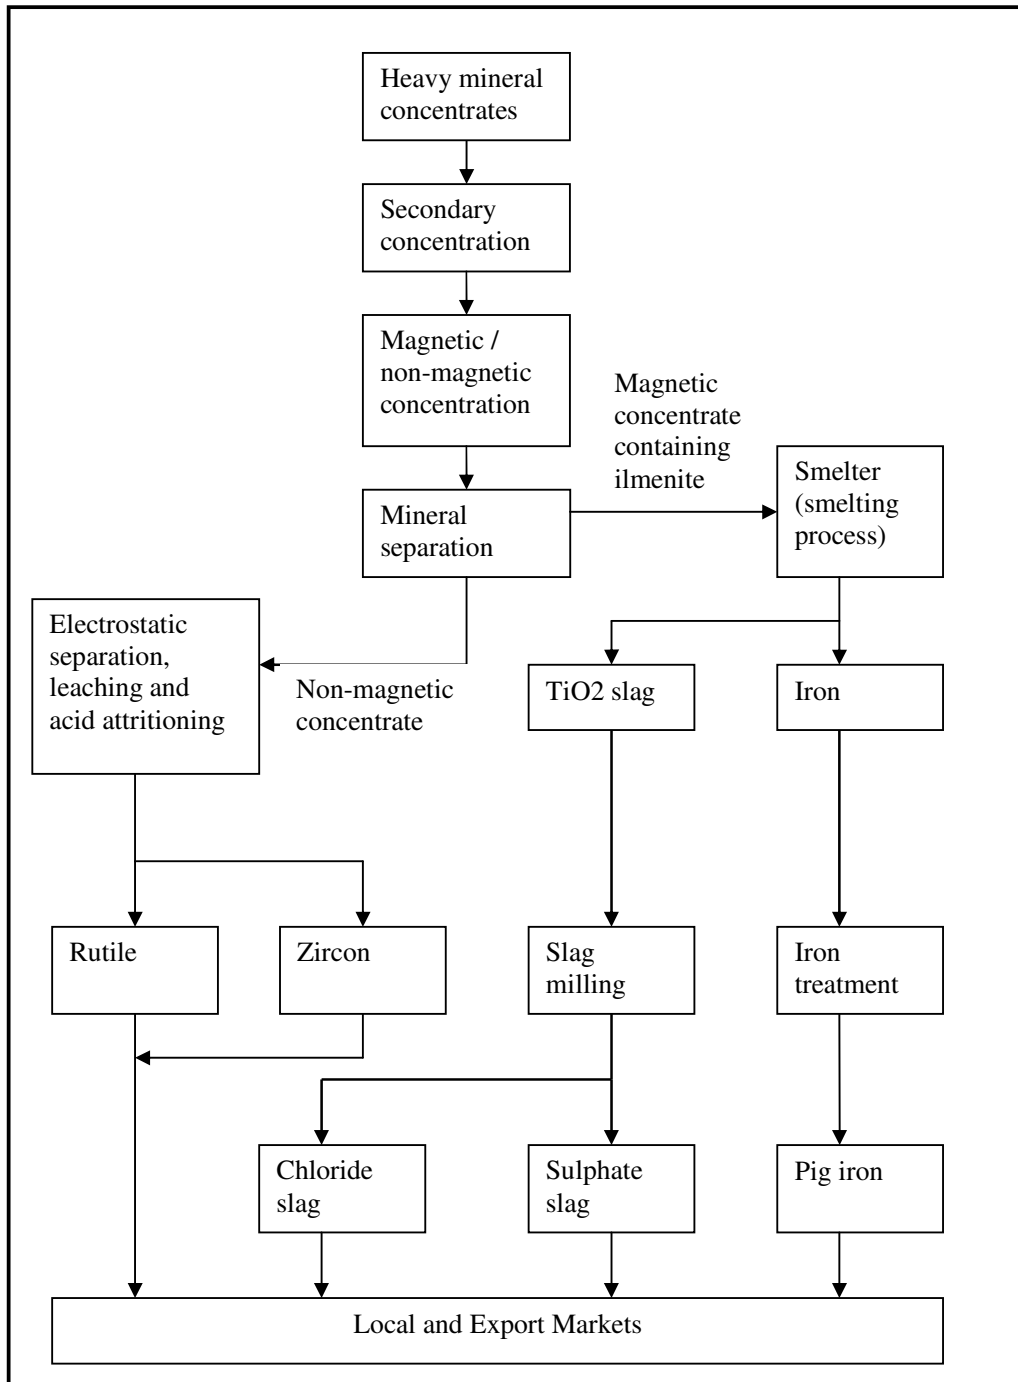 Heavy mineral
concentrates
Secondary
concentration
Magnetic /
non-magnetic
concentration
Magnetic
concentrate
containing
ilmenite
Smelter
(smelting
process)
Mineral
separation
Electrostatic
separation,
leaching and
acid attritioning
Non-magnetic
concentrate
TiO2 slag
Iron
Rutile
Zircon
Slag
milling
Iron
treatment
Chloride
slag
Sulphate
slag
Pig iron
Local and Export Markets